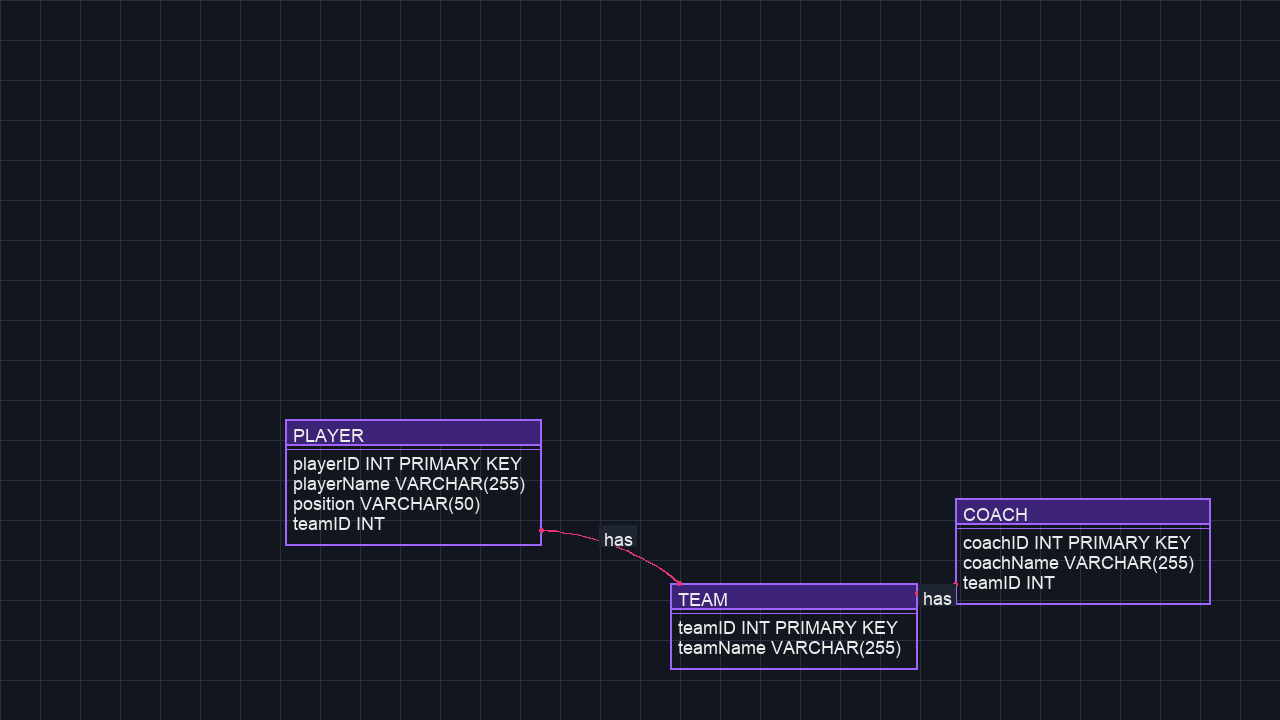 PLAYER
playerID INT PRIMARY KEY
playerName VARCHAR(255)
position VARCHAR(50)
teamID INT
has
TEAM
teamID INT PRIMARY KEY
teamName VARCHAR(255)
has
COACH
coachID INT PRIMARY KEY
coachName VARCHAR(255)
teamID INT